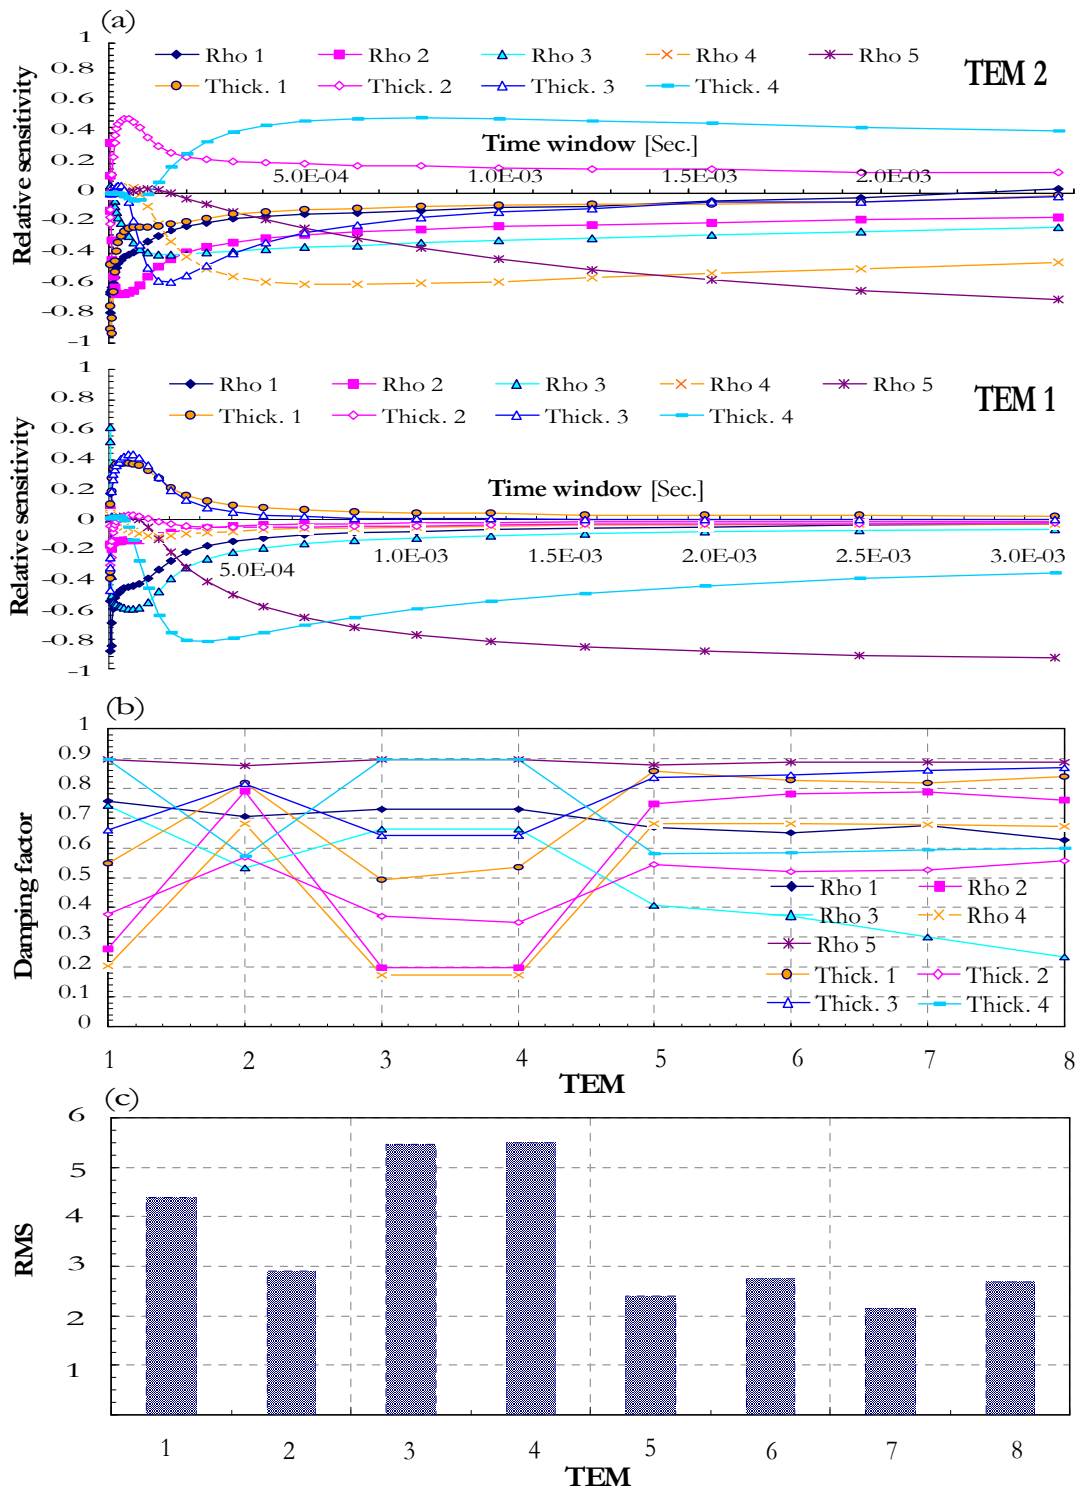 (a)
1
0.8
0.6
0.4
0.2
0
-0.2
-0.4
-0.6
-0.8
-1
Relative sensitivity
Rho 1 Rho 2 Rho 3 Rho 4 Rho 5
Thick. 1 Thick. 2 Thick. 3 Thick. 4
TEM 2
Time window [Sec.]
5.0E-04 1.0E-03 1.5E-03 2.0E-03
1
0.8
0.6
0.4
0.2
0
-0.2
-0.4
-0.6
-0.8
-1
Relative sensitivity
Rho 1 Rho 2 Rho 3 Rho 4 Rho 5
Thick. 1 Thick. 2 Thick. 3 Thick. 4
TEM 1
Time window [Sec.]
5.0E-04 1.0E-03 1.5E-03 2.0E-03 2.5E-03 3.0E-03
(b)
1
0.9
0.8
0.7
0.6
0.5
0.4
0.3
0.2
0.1
0
Damping factor
Rho 1 Rho 2
Rho 3 Rho 4
Rho 5
Thick. 1 Thick. 2
Thick. 3 Thick. 4
1 2 3 4 5 6 7 8
TEM
(c)
6
5
4
3
2
1
RMS
1 2 3 4 5 6 7 8
TEM